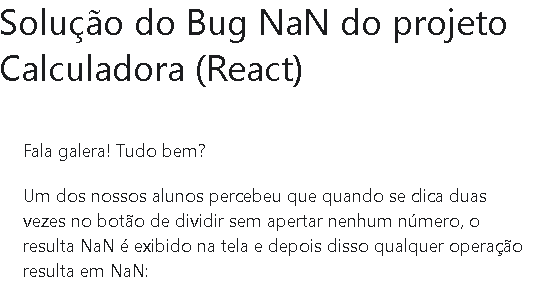 Solução do Bug NaN do projeto
Calculadora (React)
Fala galera! Tudo bem?
Um dos nossos alunos percebeu que quando se clica duas
vezes no botão de dividir sem apertar nenhum número, o
resulta NaN é exibido na tela e depois disso qualquer operação
resulta em NaN: